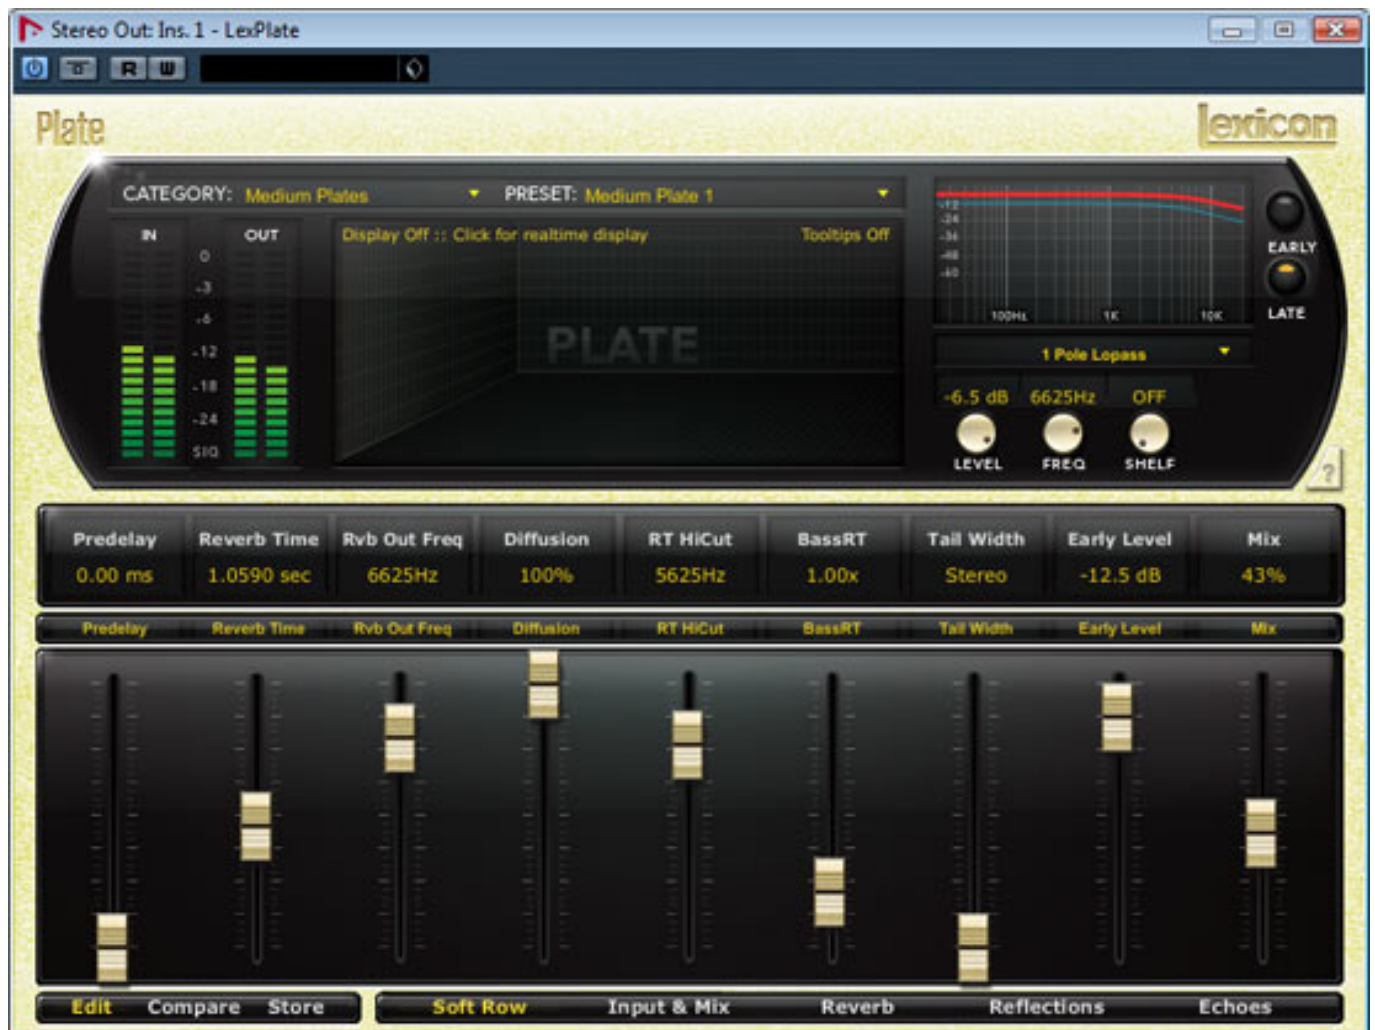 Stereo Out: Ins. 1 - LexPlate
R W
Plate
lexicon
CATEGORY: Medium Plates PRESET: Medium Plate 1
IN OUT
0
-3
-6
-12
-18
-24
SIG
Display Off :: Click for realtime display Tooltips Off
PLATE
-12
-24
-36
-48
-60
100Hz 1K 10K
EARLY
LATE
1 Pole Lopass
-6.5 dB 6625Hz OFF
LEVEL FREQ SHELF
?
Predelay Reverb Time Rvb Out Freq Diffusion RT HiCut BassRT Tail Width Early Level Mix
0.00 ms 1.0590 sec 6625Hz 100% 5625Hz 1.00x Stereo -12.5 dB 43%
Predelay Reverb Time Rvb Out Freq Diffusion RT HiCut BassRT Tail Width Early Level Mix
Edit Compare Store Soft Row Input & Mix Reverb Reflections Echoes